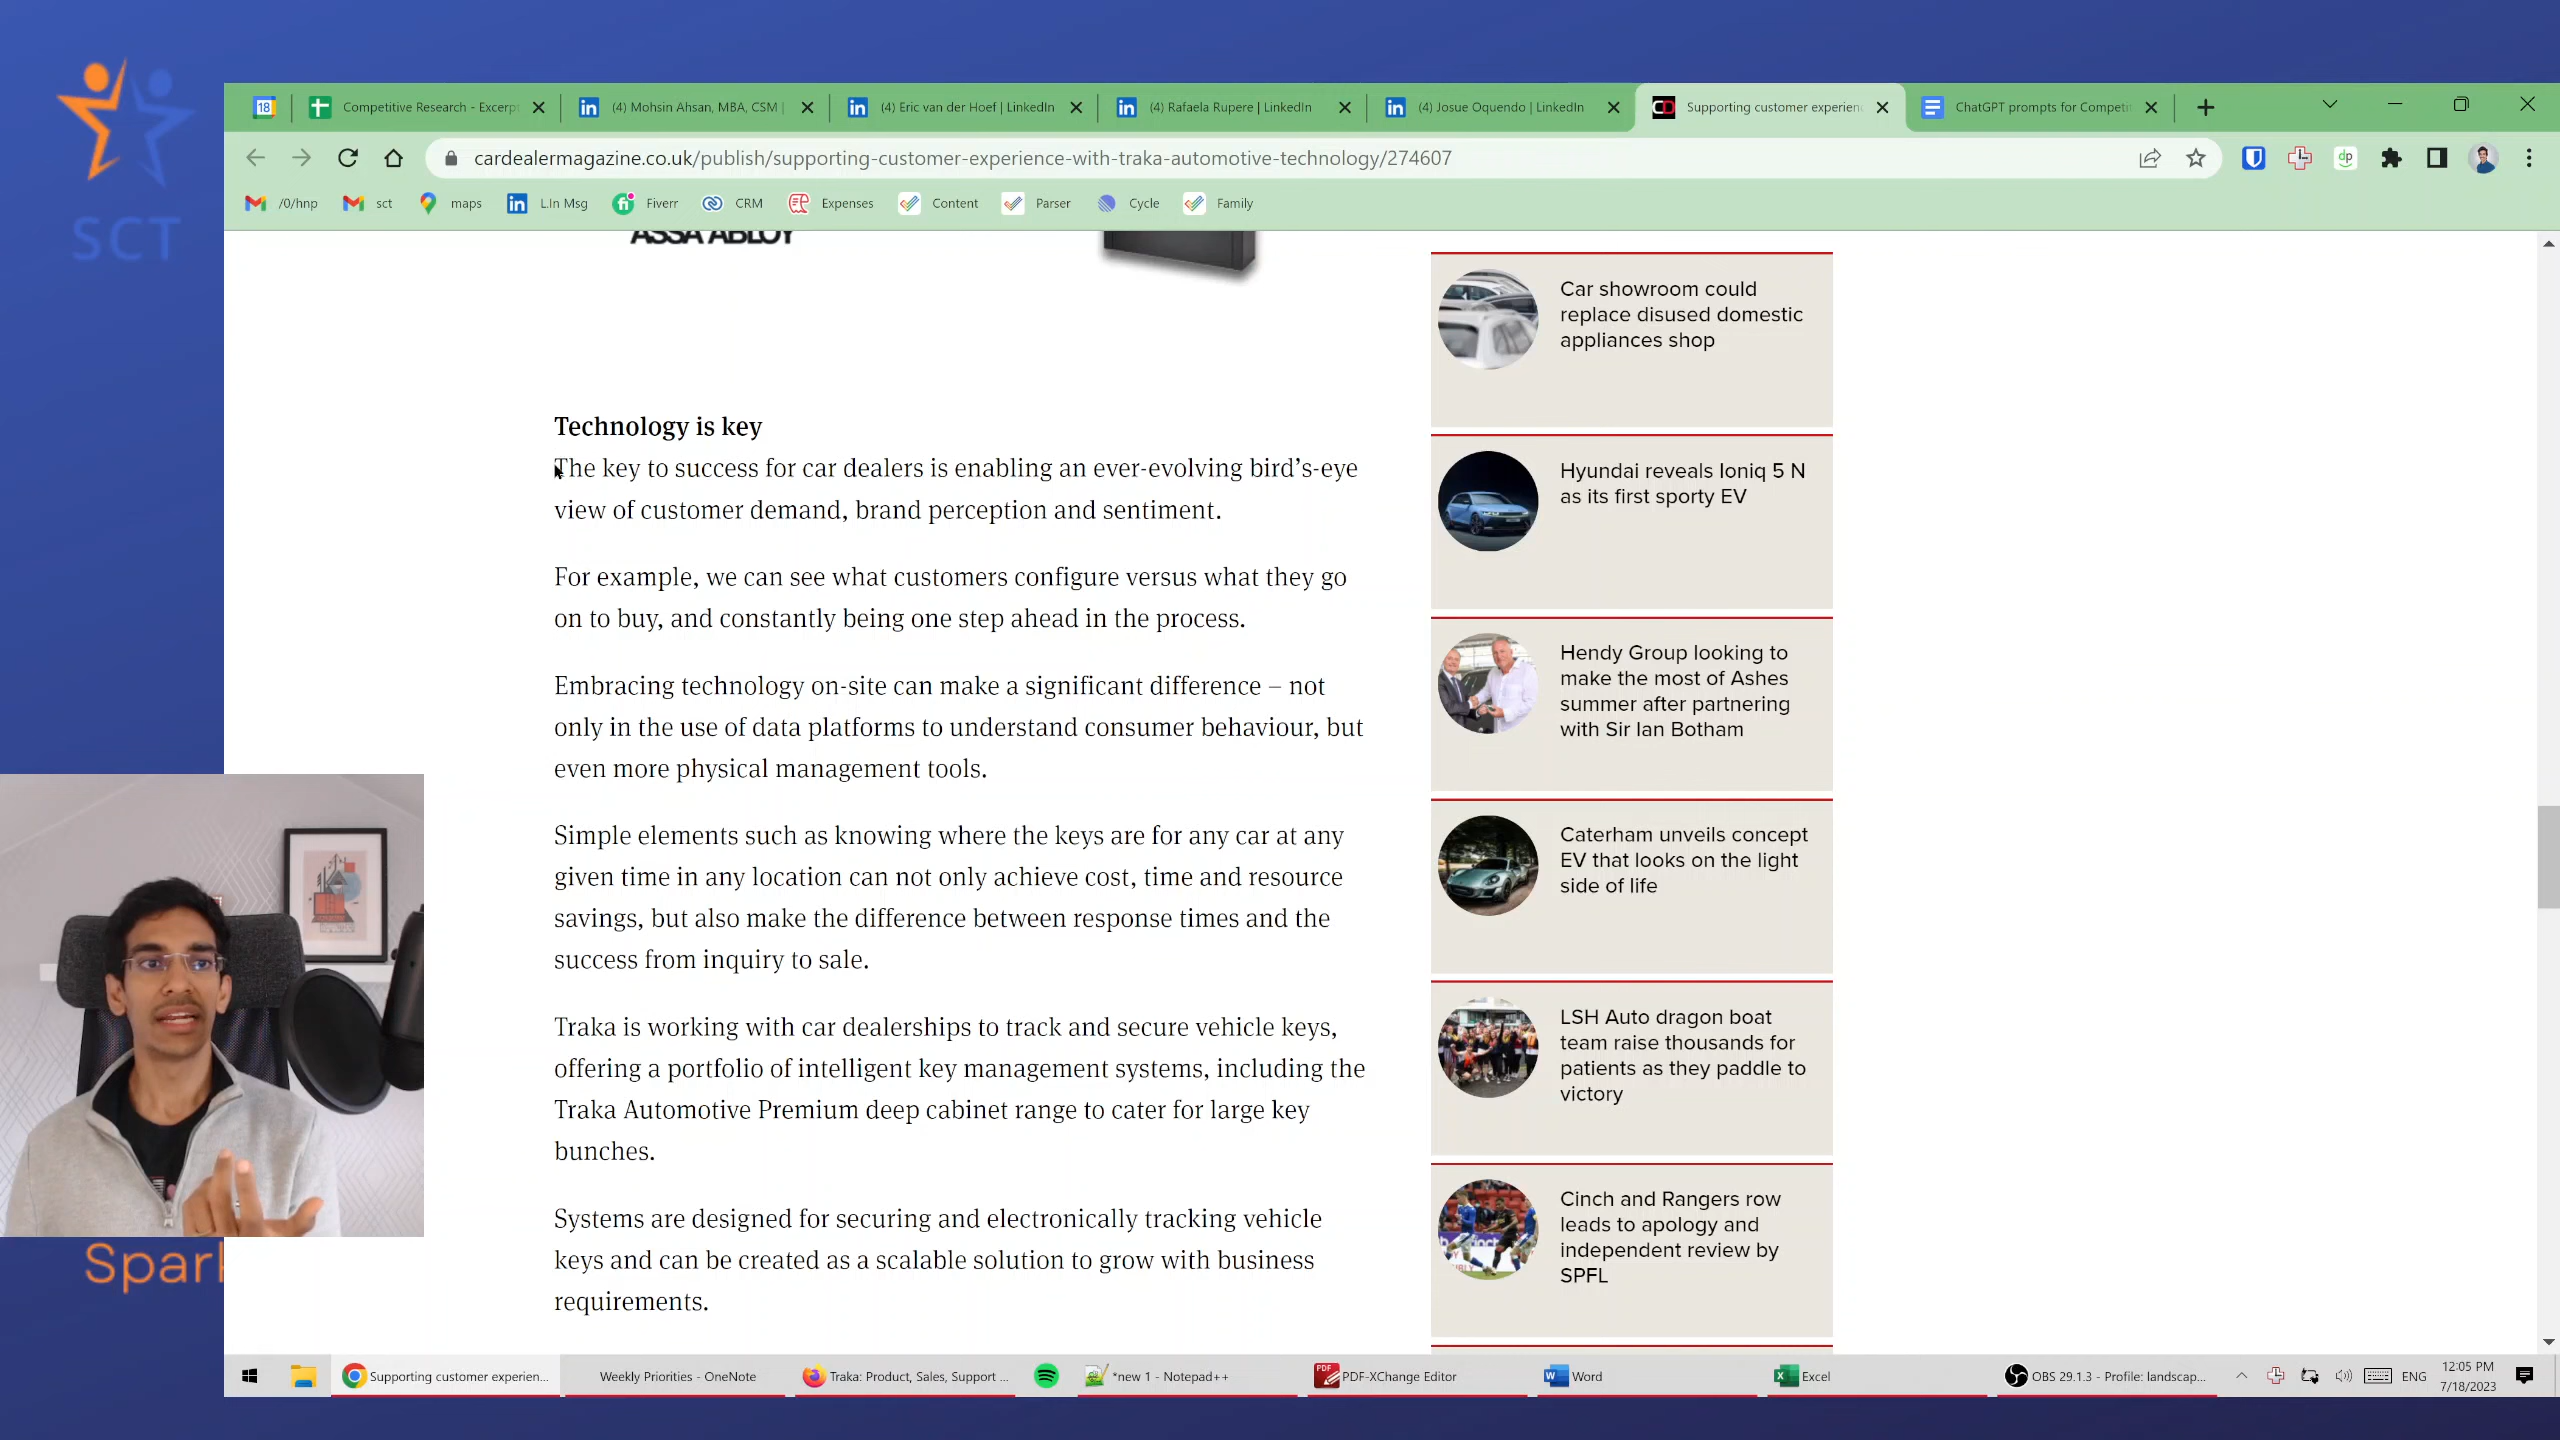 SCT
18
Competitive Research - Excerpt
(4) Mohsin Ahsan, MBA, CSM |
(4) Eric van der Hoef | LinkedIn
(4) Rafaela Rupere | LinkedIn
(4) Josue Oquendo | LinkedIn
Supporting customer experienc
ChatGPT prompts for Competi
cardealermagazine.co.uk/publish/supporting-customer-experience-with-traka-automotive-technology/274607
/0/hnp
sct
maps
L.In Msg
Fiverr
CRM
Expenses
Content
Parser
Cycle
Family
ASSA ABLOY
Technology is key
The key to success for car dealers is enabling an ever-evolving bird’s-eye
view of customer demand, brand perception and sentiment.
For example, we can see what customers configure versus what they go
on to buy, and constantly being one step ahead in the process.
Embracing technology on-site can make a significant difference – not
only in the use of data platforms to understand consumer behaviour, but
even more physical management tools.
Simple elements such as knowing where the keys are for any car at any
given time in any location can not only achieve cost, time and resource
savings, but also make the difference between response times and the
success from inquiry to sale.
Traka is working with car dealerships to track and secure vehicle keys,
offering a portfolio of intelligent key management systems, including the
Traka Automotive Premium deep cabinet range to cater for large key
bunches.
Systems are designed for securing and electronically tracking vehicle
keys and can be created as a scalable solution to grow with business
requirements.
Car showroom could
replace disused domestic
appliances shop
Hyundai reveals Ioniq 5 N
as its first sporty EV
Hendy Group looking to
make the most of Ashes
summer after partnering
with Sir Ian Botham
Caterham unveils concept
EV that looks on the light
side of life
LSH Auto dragon boat
team raise thousands for
patients as they paddle to
victory
Cinch and Rangers row
leads to apology and
independent review by
SPFL
Spark
Supporting customer experien...
Weekly Priorities - OneNote
Traka: Product, Sales, Support ...
*new 1 - Notepad++
PDF-XChange Editor
Word
Excel
OBS 29.1.3 - Profile: landscap...
ENG
12:05 PM
7/18/2023